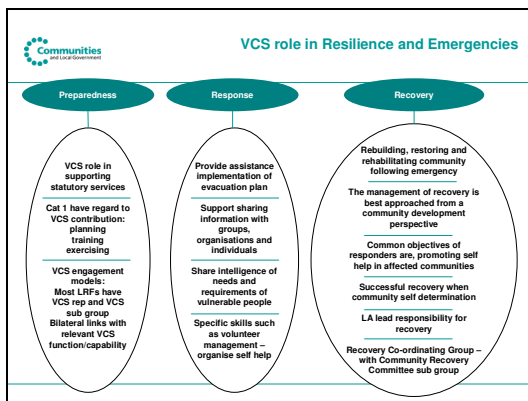 Communities
and Local Government
VCS role in Resilience and Emergencies
Preparedness
VCS role in
supporting
statutory services
Cat 1 have regard to
VCS contribution:
planning
training
exercising
VCS engagement
models:
Most LRFs have
VCS rep and VCS
sub group
Bilateral links with
relevant VCS
function/capability
Response
Provide assistance
implementation of
evacuation plan
Support sharing
information with
groups,
organisations and
individuals
Share intelligence of
needs and
requirements of
vulnerable people
Specific skills such
as volunteer
management –
organise self help
Recovery
Rebuilding, restoring and
rehabilitating community
following emergency
The management of recovery is
best approached from a
community development
perspective
Common objectives of
responders are, promoting self
help in affected communities
Successful recovery when
community self determination
LA lead responsibility for
recovery
Recovery Co-ordinating Group –
with Community Recovery
Committee sub group